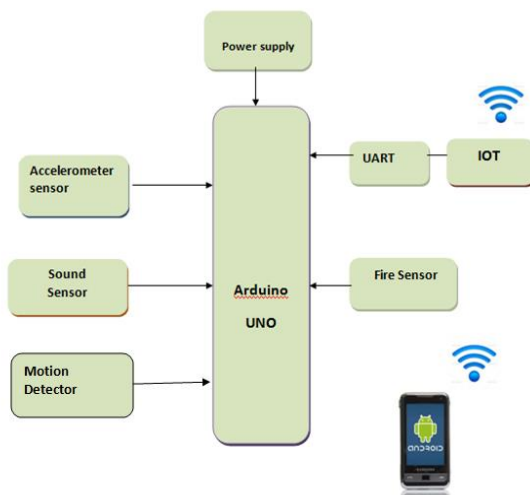 Power supply
Accelerometer
sensor
UART
IOT
Sound
Sensor
Arduino
UNO
Fire Sensor
Motion
Detector
ANDROID